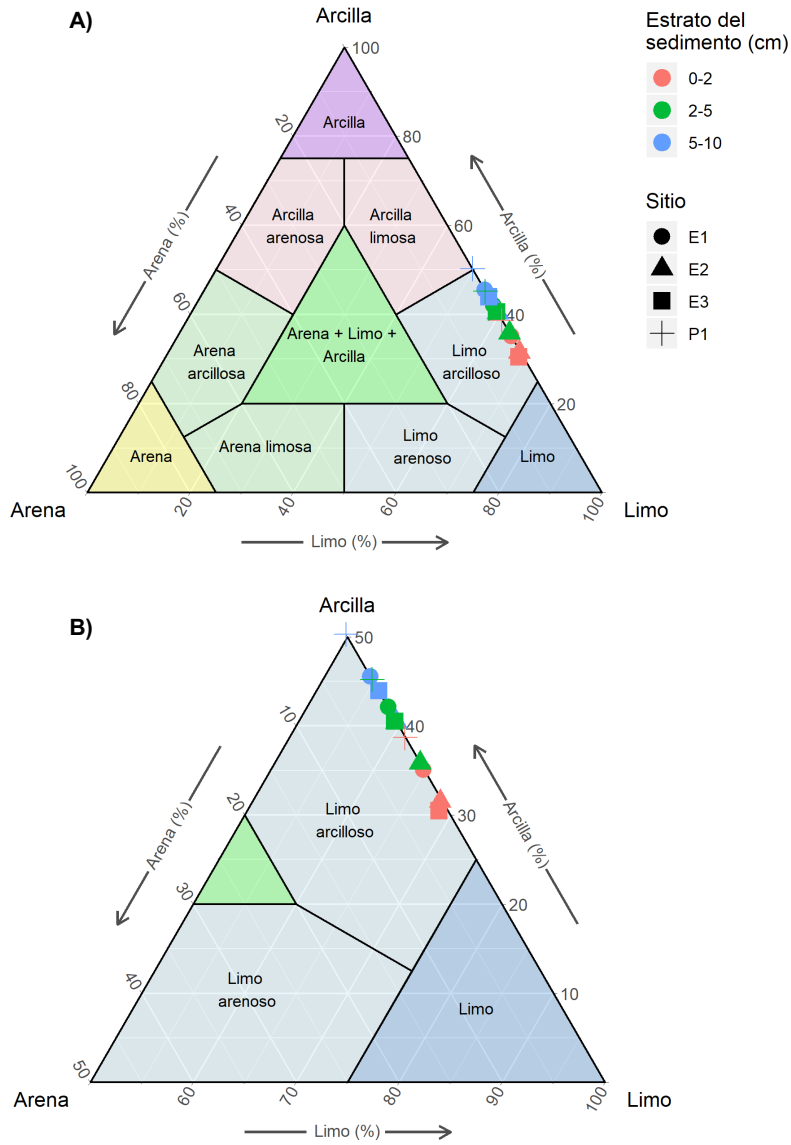 A)
Arcilla
100
80
60
40
20
20
40
60
80
100
20
40
60
80
100
Arcilla
Arcilla
arenosa
Arcilla
limosa
Arena + Limo +
Arcilla
Arena
arcillosa
Limo
arcilloso
Arena limosa
Limo
arenoso
Arena
Limo
Arena (%)
Arcilla (%)
Limo (%)
Arena
Limo
Estrato del
sedimento (cm)
0-2
2-5
5-10
Sitio
E1
E2
E3
P1
B)
Arcilla
50
40
30
20
10
10
20
30
40
50
60
70
80
90
100
Limo
arcilloso
Limo
arenoso
Limo
Arena (%)
Arcilla (%)
Limo (%)
Arena
Limo